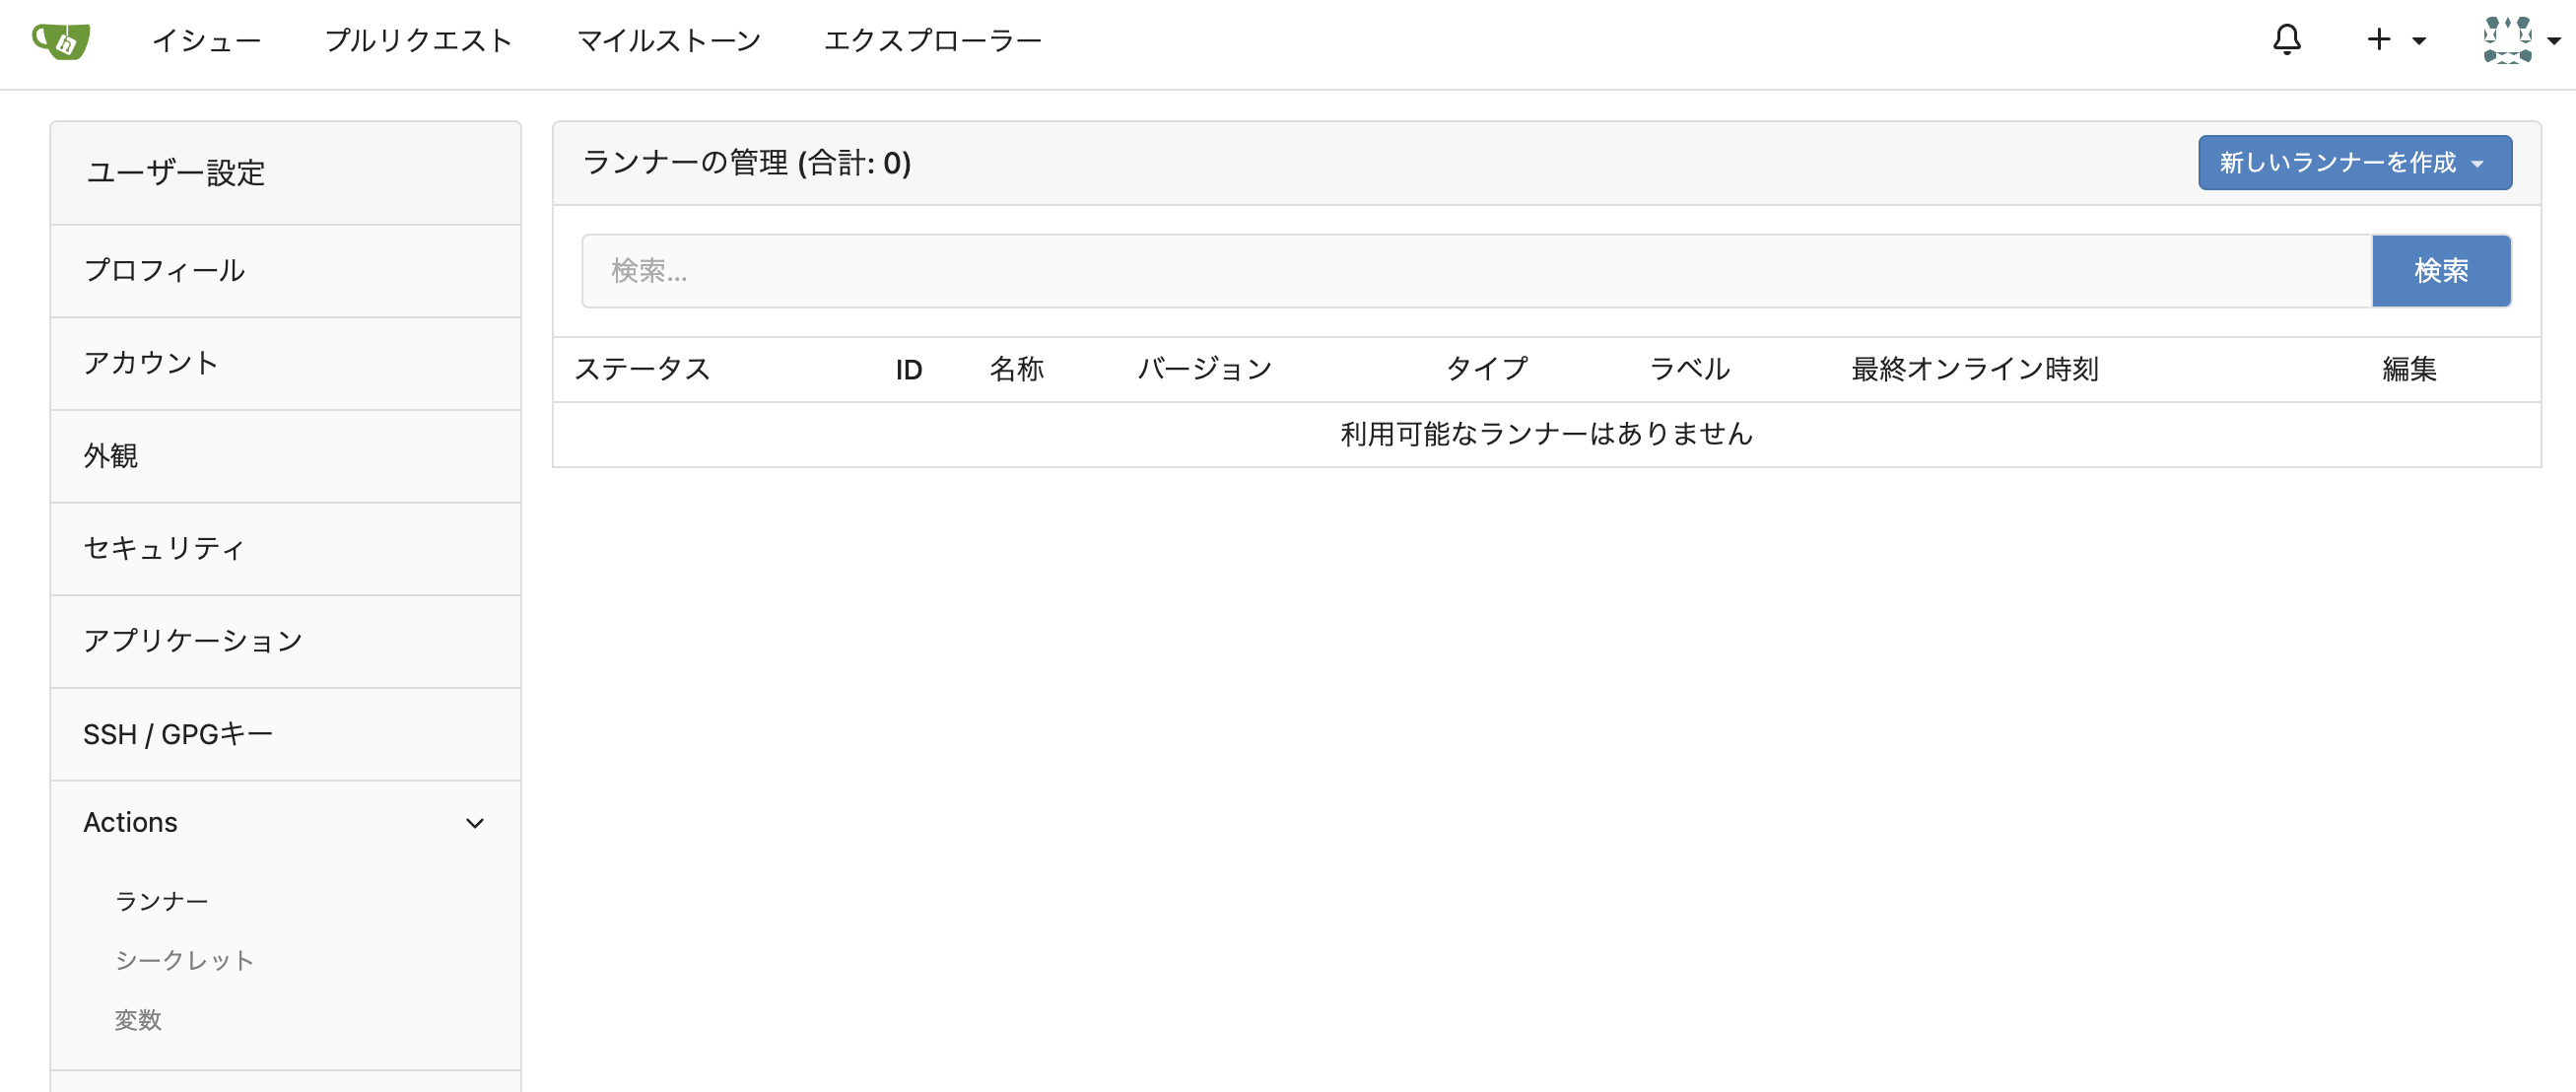 イシュー プルリクエスト マイルストーン エクスプローラー
ユーザー設定
プロフィール
アカウント
外観
セキュリティ
アプリケーション
SSH / GPGキー
Actions
ランナー
シークレット
変数
ランナーの管理 (合計: 0) 新しいランナーを作成
検索... 検索
ステータス ID 名称 バージョン タイプ ラベル 最終オンライン時刻 編集
利用可能なランナーはありません